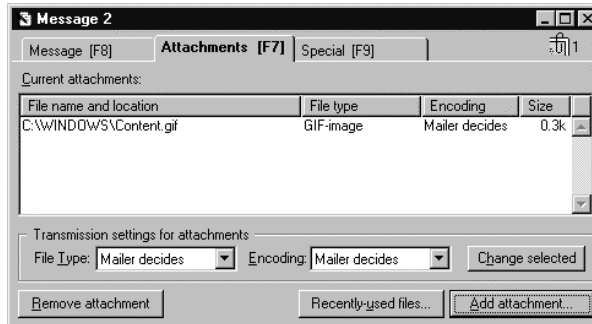 Message 2
Message [F8] Attachments [F7] Special [F9] 1
Current attachments:
File name and location File type Encoding Size
C:\WINDOWS\Content.gif GIF-image Mailer decides 0.3k
Transmission settings for attachments
File Type: Mailer decides Encoding: Mailer decides Change selected
Remove attachment Recently-used files... Add attachment...